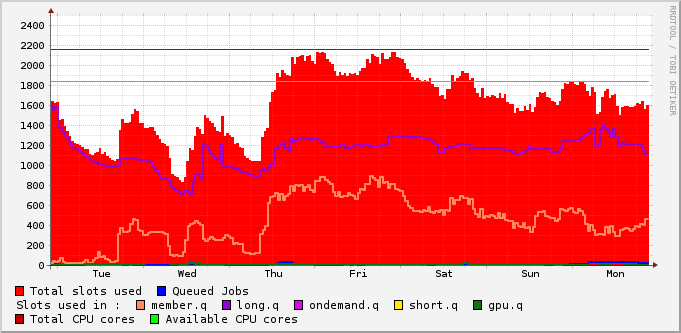 RRDTOOL / TOBI OETIKER
2400
2200
2000
1800
1600
1400
1200
1000
800
600
400
200
0
Tue Wed Thu Fri Sat Sun Mon
Total slots used Queued Jobs
Slots used in : member.q long.q ondemand.q short.q gpu.q
Total CPU cores Available CPU cores